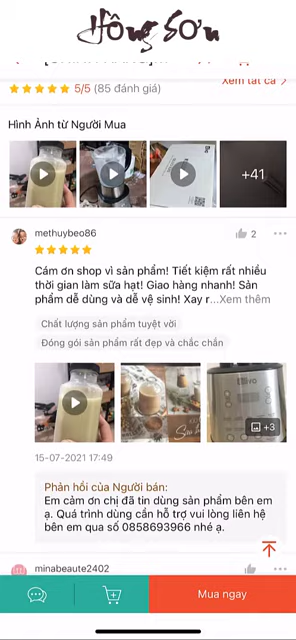 Hồng Sơn
Xem tất cả >
5/5 (85 đánh giá)
Hình Ảnh từ Người Mua
+41
methuybeo86
2
Cám ơn shop vì sản phẩm! Tiết kiệm rất nhiều
thời gian làm sữa hạt! Giao hàng nhanh! Sản
phẩm dễ dùng và dễ vệ sinh! Xay r...Xem thêm
Chất lượng sản phẩm tuyệt vời
Đóng gói sản phẩm rất đẹp và chắc chắn
+3
15-07-2021 17:49
Phản hồi của Người bán:
Em cảm ơn chị đã tin dùng sản phẩm bên em
ạ. Quá trình dùng cần hỗ trợ vui lòng liên hệ
bên em qua số 0858693966 nhé ạ.
minabeaute2402
Mua ngay